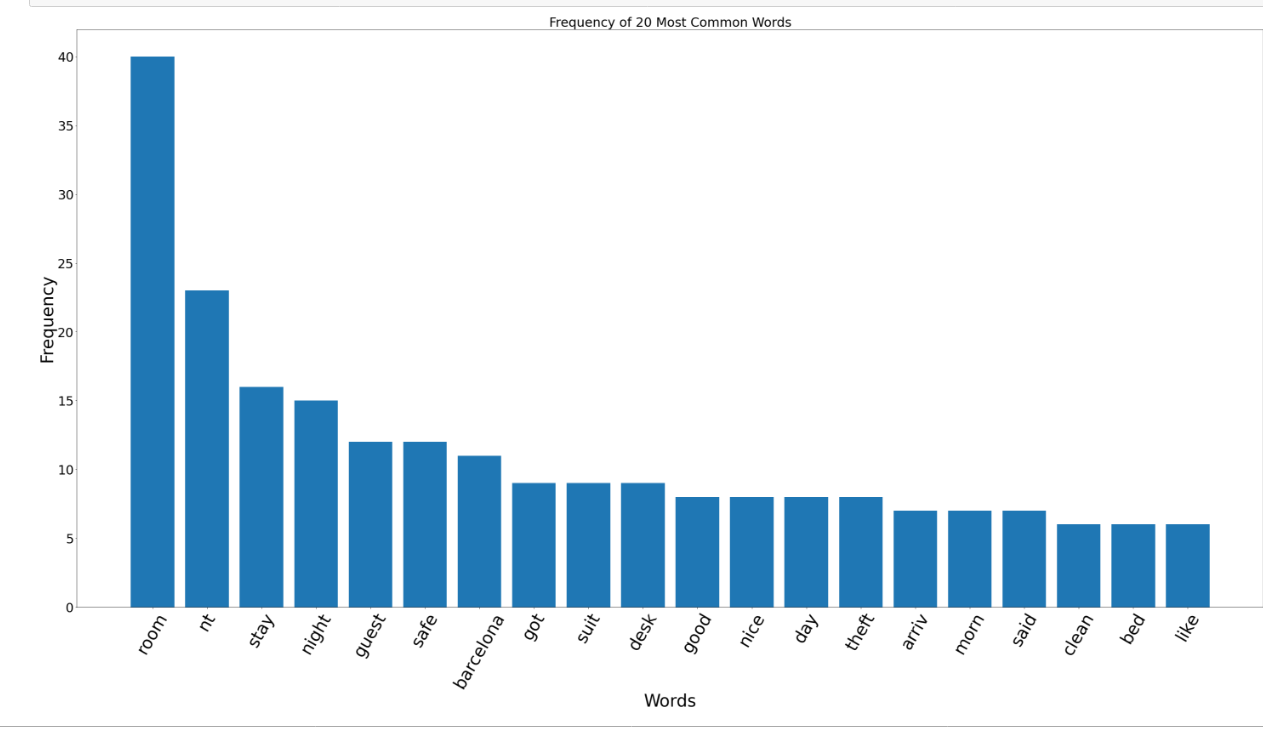 Frequency of 20 Most Common Words
40
35
30
25
20
15
10
5
0
Frequency
room
nt
stay
night
guest
safe
barcelona
got
suit
desk
good
nice
day
theft
arriv
morn
said
clean
bed
like
Words